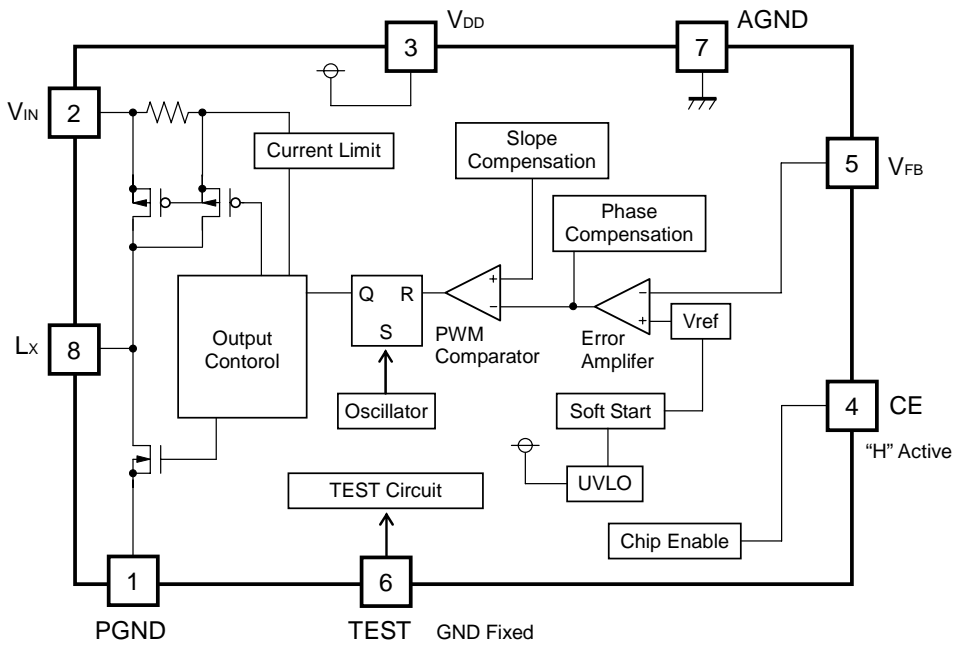 VDD
AGND
3
7
VIN
2
Current Limit
Slope
Compensation
5
VFB
Phase
Compensation
Q
R
S
+
−
PWM
Comparator
−
+
Error
Amplifer
Vref
LX
8
Output
Contorol
Oscillator
Soft Start
4
CE
"H" Active
UVLO
TEST Circuit
Chip Enable
1
6
PGND
TEST
GND Fixed